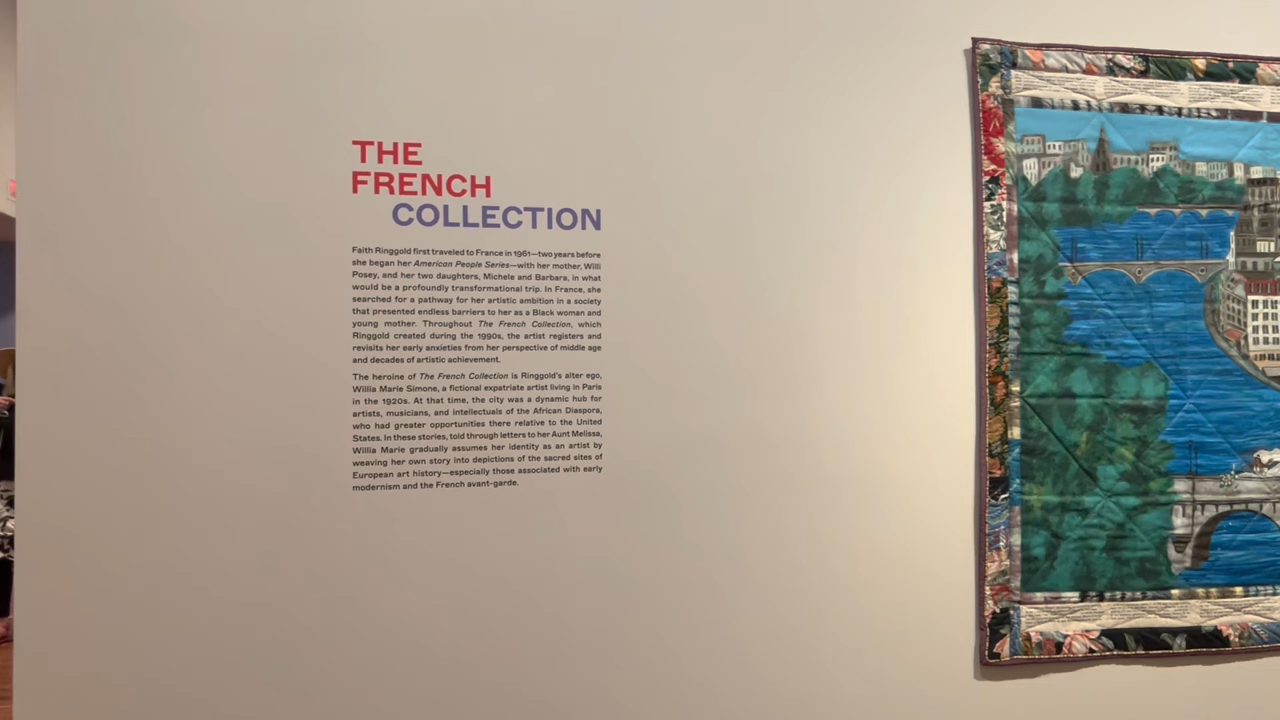 THE
FRENCH
COLLECTION
Faith Ringgold first traveled to France in 1961—two years before
she began her American People Series—with her mother, Willi
Posey, and her two daughters, Michele and Barbara, in what
would be a profoundly transformational trip. In France, she
searched for a pathway for her artistic ambition in a society
that presented endless barriers to her as a Black woman and
young mother. Throughout The French Collection, which
Ringgold created during the 1990s, the artist registers and
revisits her early anxieties from her perspective of middle age
and decades of artistic achievement.
The heroine of The French Collection is Ringgold's alter ego,
Willia Marie Simone, a fictional expatriate artist living in Paris
in the 1920s. At that time, the city was a dynamic hub for
artists, musicians, and intellectuals of the African Diaspora,
who had greater opportunities there relative to the United
States. In these stories, told through letters to her Aunt Melissa,
Willia Marie gradually assumes her identity as an artist by
weaving her own story into depictions of the sacred sites of
European art history—especially those associated with early
modernism and the French avant-garde.